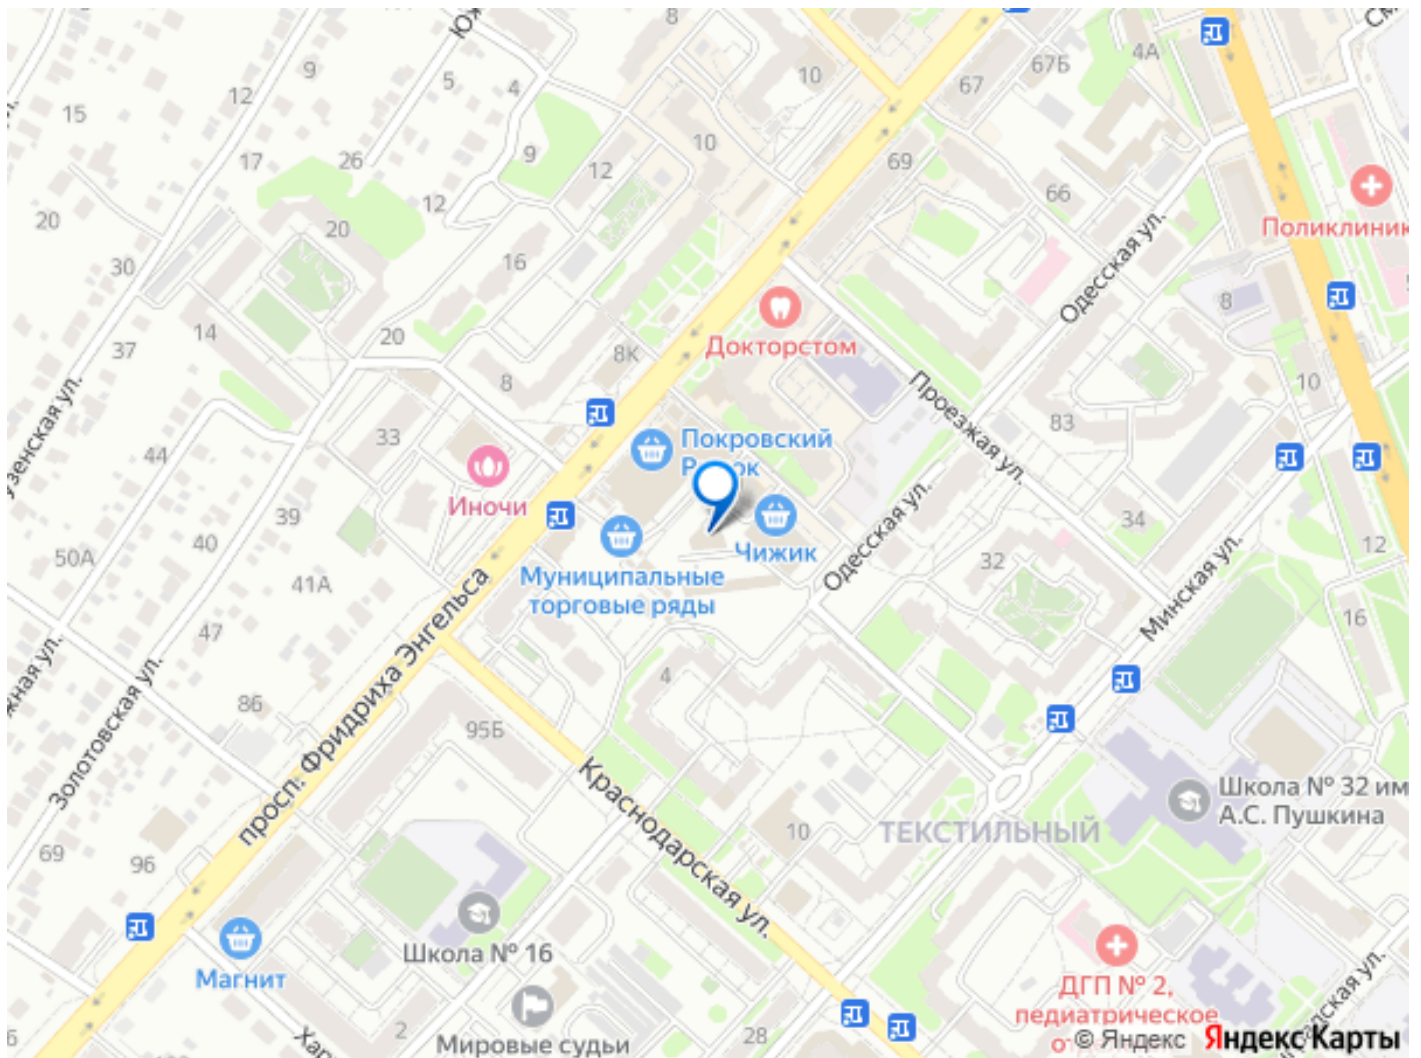 8
4А
67Б
67
10
9
5
4
12
15
10
17
26
9
12
69
66
Поликлиник
20
12
20
16
30
Одесская ул.
8
Докторстом
14
20
8К
37
8
10
Проезжая ул.
83
33
Покровский
44
Иночи
39
34
Чижик
40
50А
Одесская ул.
12
32
41А
Муниципальные
торговые ряды
Минская ул.
16
47
просп. Фридриха Энгельса
4
86
Золотовская ул.
95Б
Краснодарская ул.
Школа № 32 им
А.С. Пушкина
ТЕКСТИЛЬНЫЙ
10
69
96
Школа № 16
Магнит
ДГП № 2,
педиатрическое
2
28
Мировые судьи
© Яндекс
Яндекс Карты